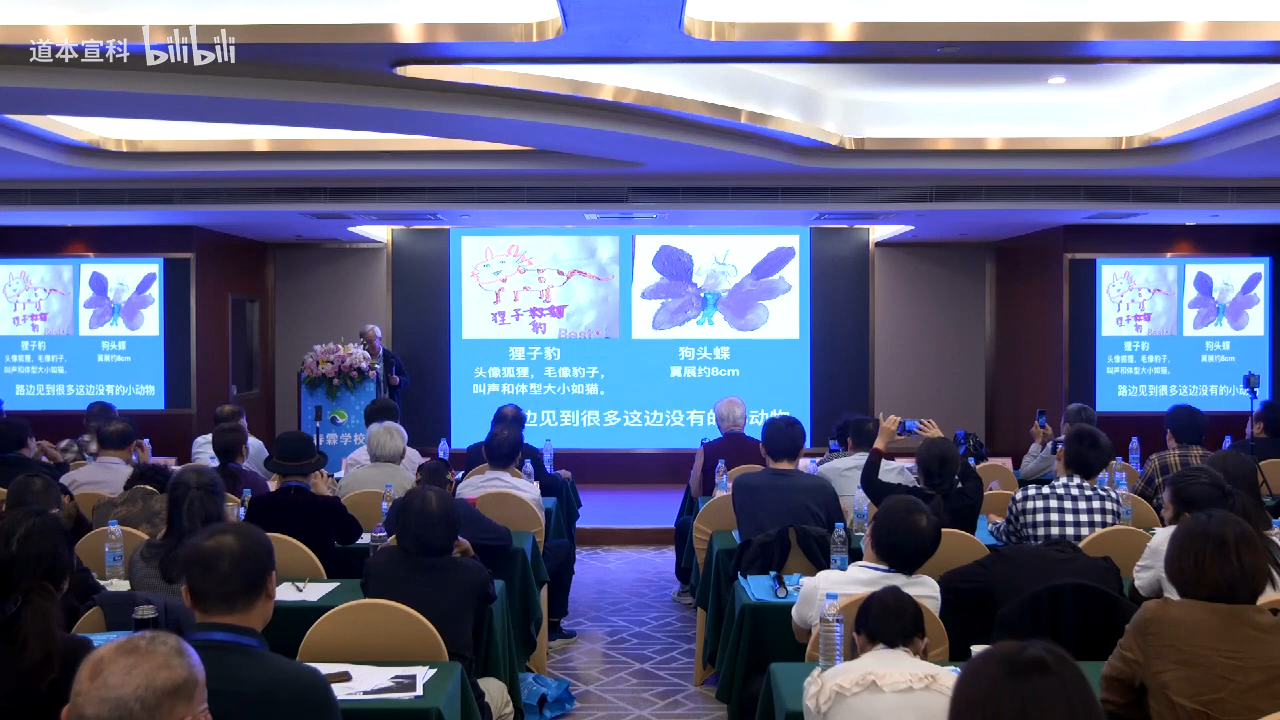 道本宣科 bilibili
狸子豹
头像狐狸，毛像豹子，
叫声和体型大小如猫。
狗头蝶
翼展约8cm
路边见到很多这边没有的小动物
狸子
豹
狸子豹
头像狐狸，毛像豹子，
叫声和体型大小如猫。
狗头蝶
翼展约8cm
边见到很多这边没有的小动物
春霖学校
狸子豹
头像狐狸，毛像豹子，
叫声和体型大小如猫。
狗头蝶
翼展约8cm
路边见到很多这边没有的小动物